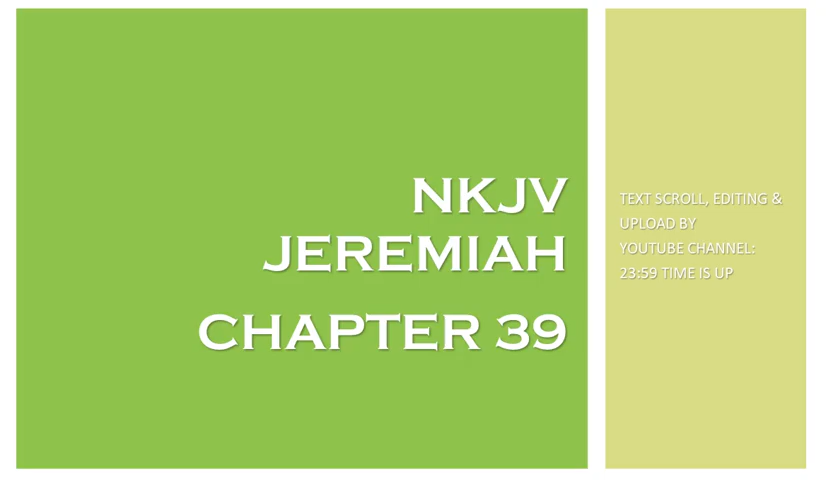 NKJV
JEREMIAH
CHAPTER 39
TEXT SCROLL, EDITING &
UPLOAD BY
YOUTUBE CHANNEL:
23:59 TIME IS UP